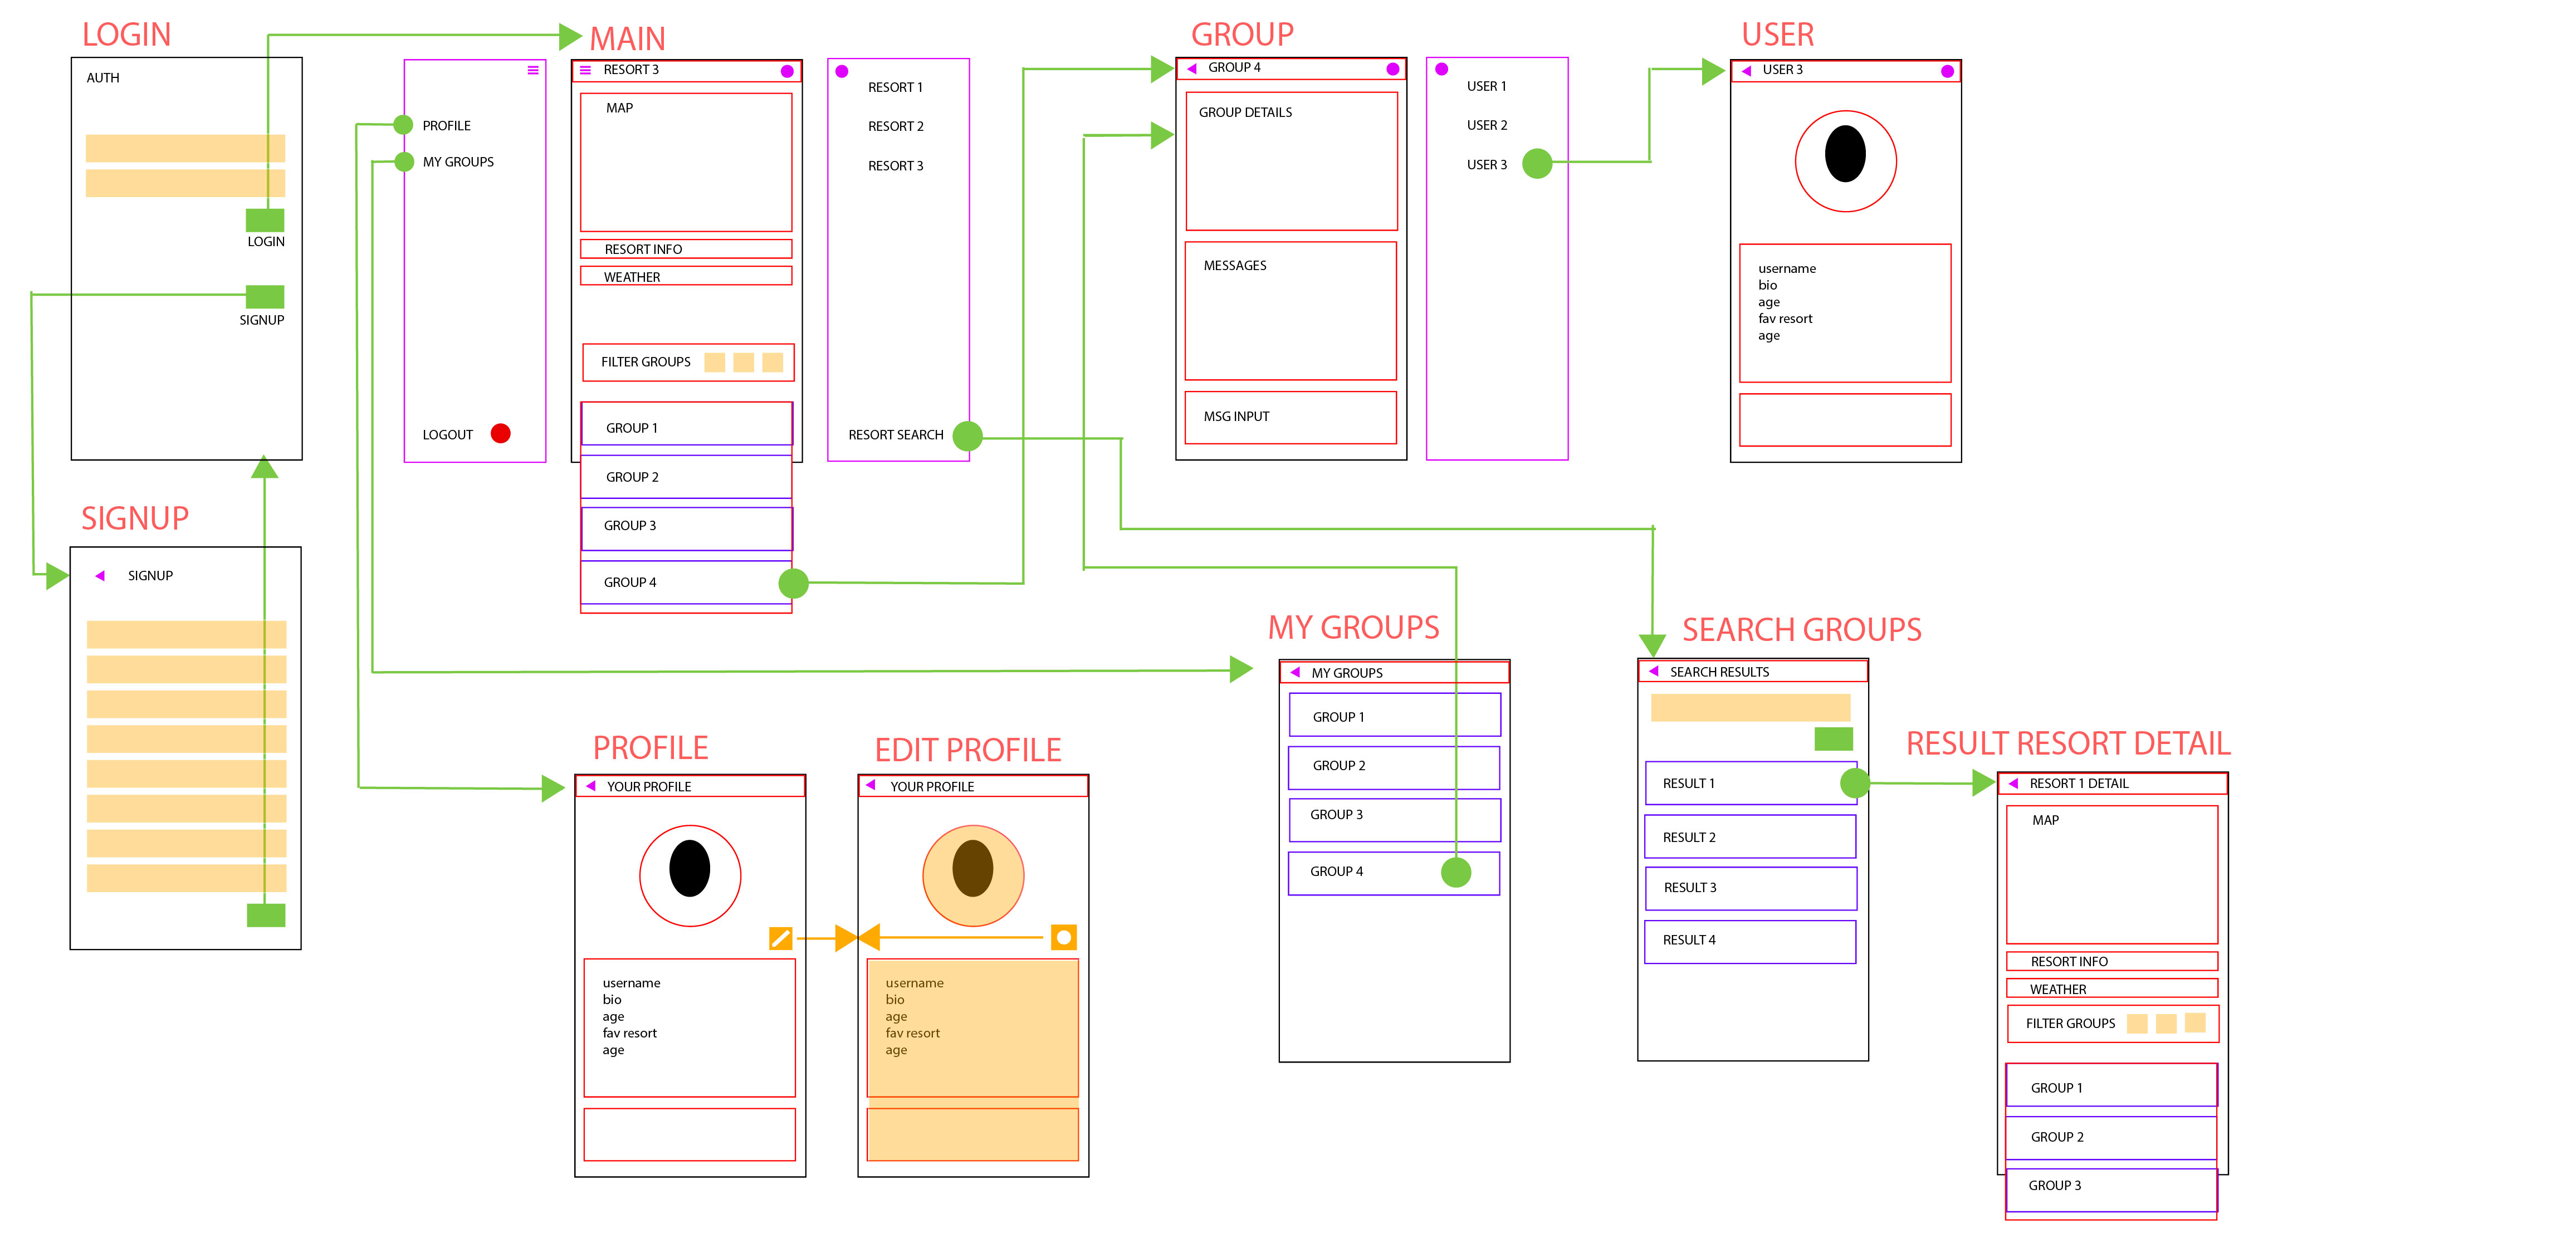 LOGIN
AUTH
LOGIN
SIGNUP
SIGNUP
SIGNUP
PROFILE
MY GROUPS
LOGOUT
MAIN
RESORT 3
MAP
RESORT INFO
WEATHER
FILTER GROUPS
GROUP 1
GROUP 2
GROUP 3
GROUP 4
RESORT 1
RESORT 2
RESORT 3
RESORT SEARCH
GROUP
GROUP 4
GROUP DETAILS
MESSAGES
MSG INPUT
USER 1
USER 2
USER 3
USER
USER 3
username
bio
age
fav resort
age
PROFILE
YOUR PROFILE
username
bio
age
fav resort
age
EDIT PROFILE
YOUR PROFILE
username
bio
age
fav resort
age
MY GROUPS
MY GROUPS
GROUP 1
GROUP 2
GROUP 3
GROUP 4
SEARCH GROUPS
SEARCH RESULTS
RESULT 1
RESULT 2
RESULT 3
RESULT 4
RESULT RESORT DETAIL
RESORT 1 DETAIL
MAP
RESORT INFO
WEATHER
FILTER GROUPS
GROUP 1
GROUP 2
GROUP 3